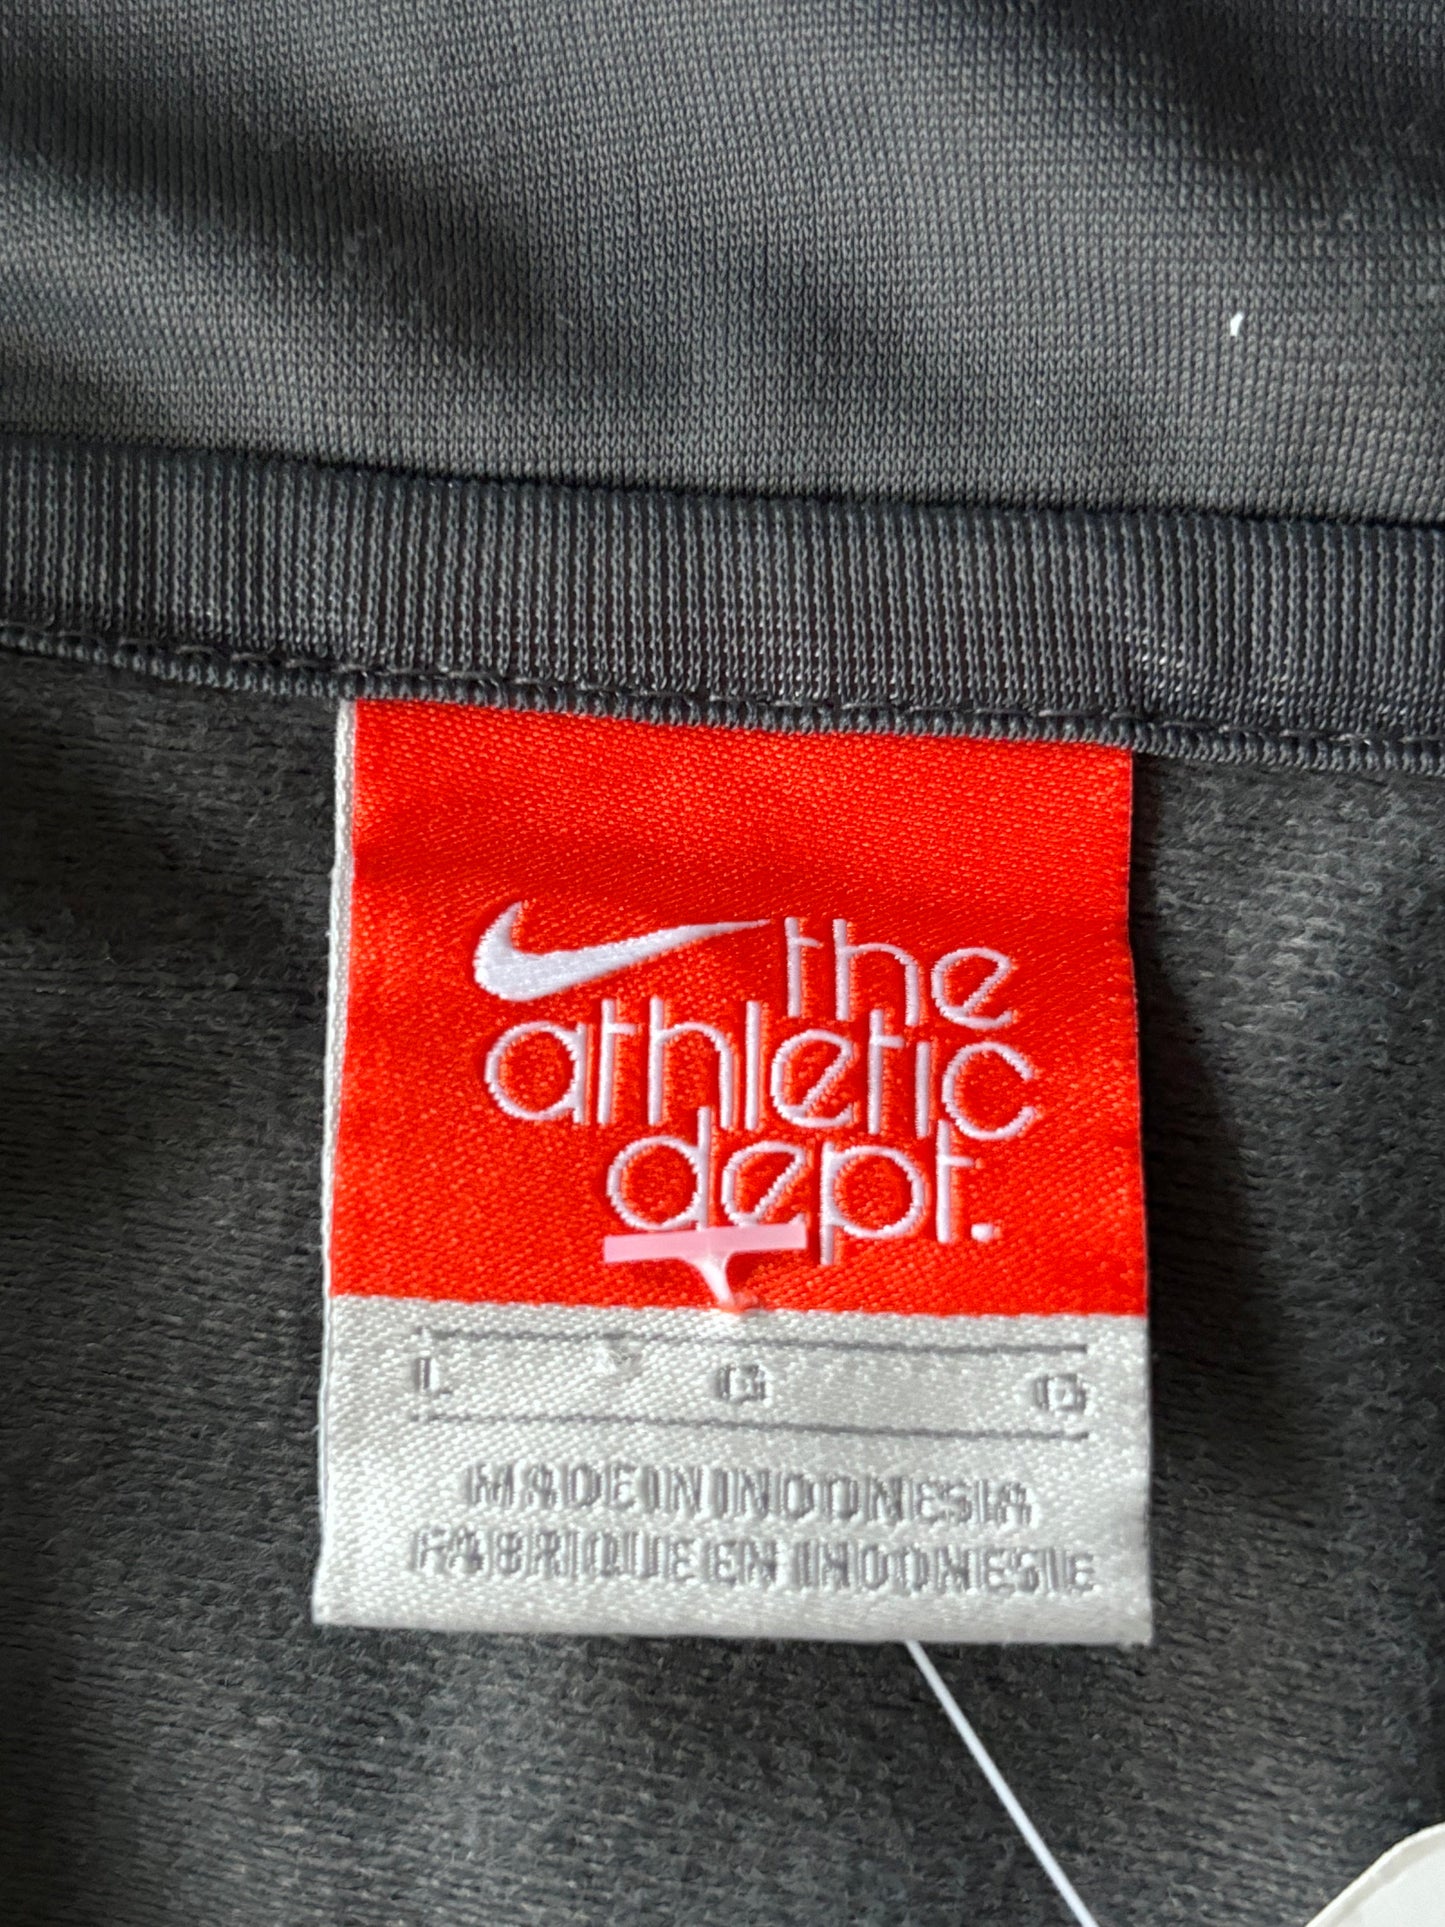 the
athletic
dept.
L G G
MADE IN INDONESIA
FABRIQUE EN INDONESIE